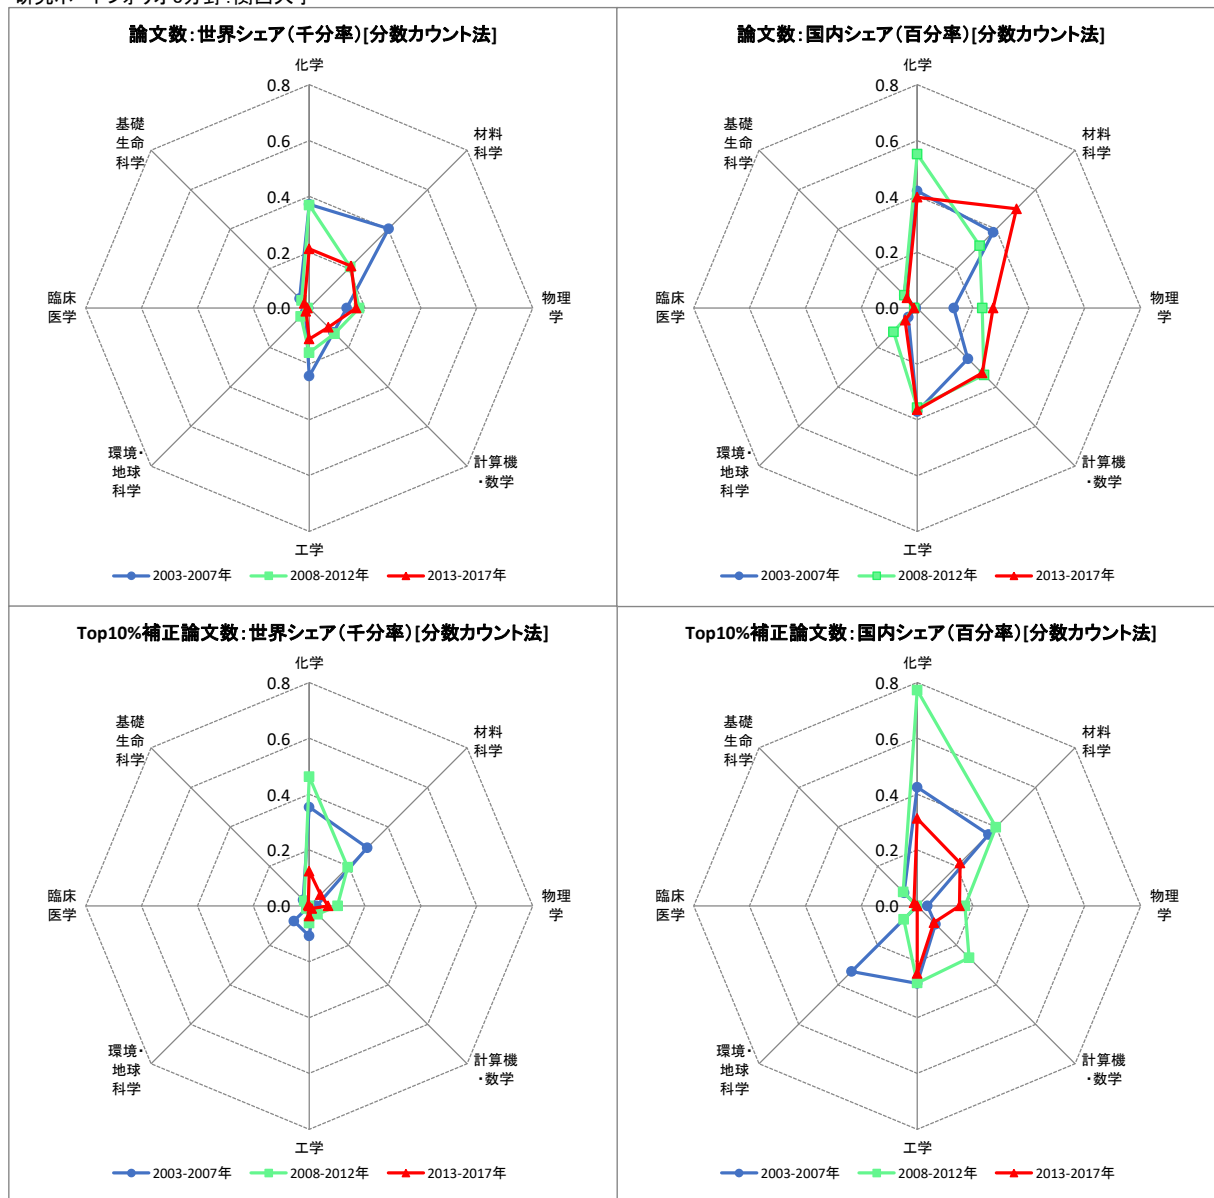 論文数:世界シェア(千分率)[分数カウント法]
化学
材料
科学
物理
学
計算機
・数学
工学
環境・
地球
科学
臨床
医学
基礎
生命
科学
0.8
0.6
0.4
0.2
0.0
2003-2007年 2008-2012年 2013-2017年
論文数:国内シェア(百分率)[分数カウント法]
化学
材料
科学
物理
学
計算機
・数学
工学
環境・
地球
科学
臨床
医学
基礎
生命
科学
0.8
0.6
0.4
0.2
0.0
2003-2007年 2008-2012年 2013-2017年
Top10%補正論文数:世界シェア(千分率)[分数カウント法]
化学
材料
科学
物理
学
計算機
・数学
工学
環境・
地球
科学
臨床
医学
基礎
生命
科学
0.8
0.6
0.4
0.2
0.0
2003-2007年 2008-2012年 2013-2017年
Top10%補正論文数:国内シェア(百分率)[分数カウント法]
化学
材料
科学
物理
学
計算機
・数学
工学
環境・
地球
科学
臨床
医学
基礎
生命
科学
0.8
0.6
0.4
0.2
0.0
2003-2007年 2008-2012年 2013-2017年